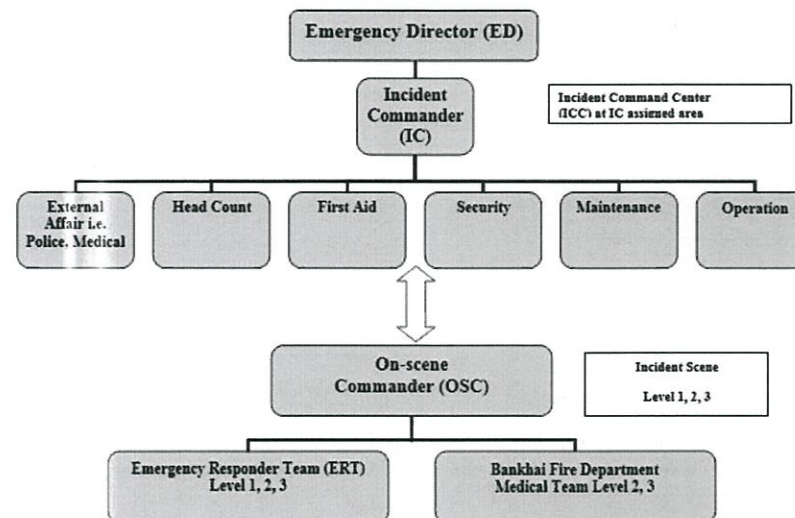 Emergency Director (ED)
Incident
Commander
(IC)
Incident Command Center
(ICC) at IC assigned area
External
Affair i.e.
Police, Medical
Head Count
First Aid
Security
Maintenance
Operation
On-scene
Commander (OSC)
Incident Scene
Level 1, 2, 3
Emergency Responder Team (ERT)
Level 1, 2, 3
Bankhai Fire Department
Medical Team Level 2, 3